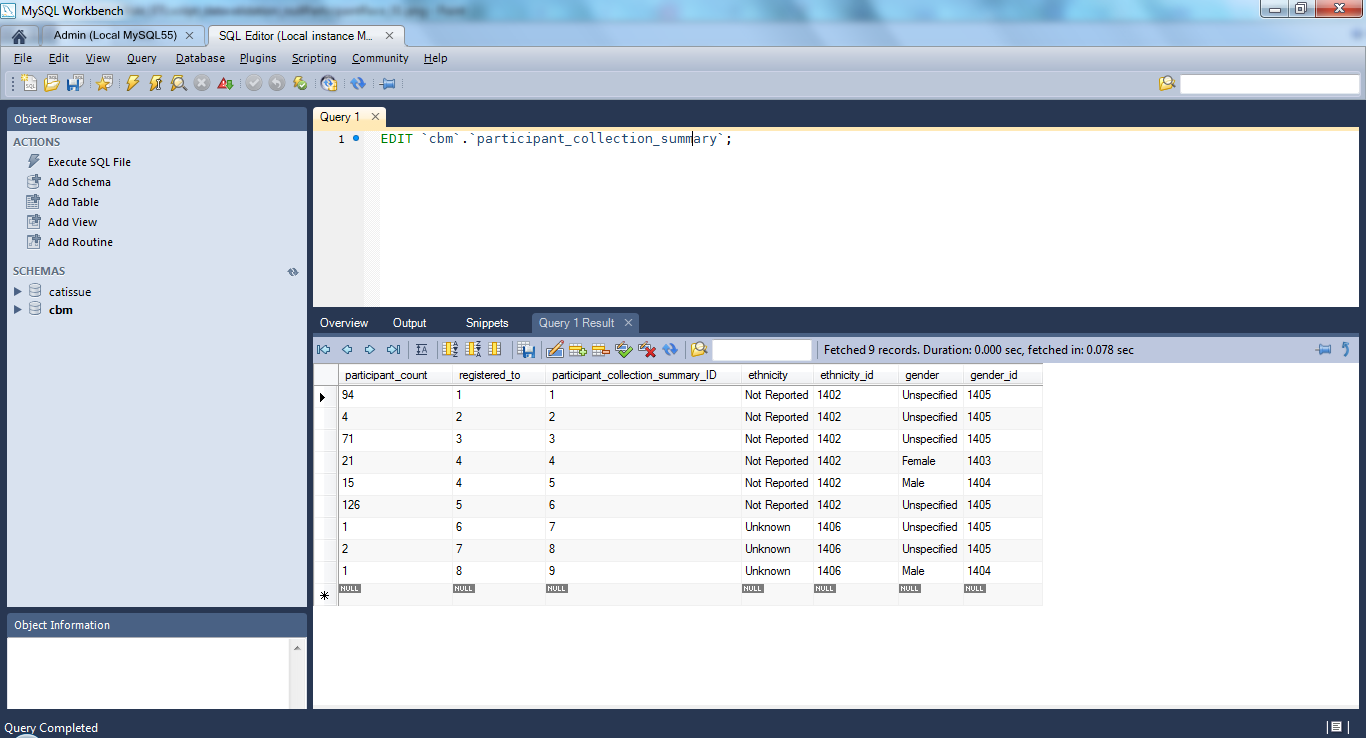 MySQL Workbench
Admin (Local MySQL55) SQL Editor (Local instance M...
File Edit View Query Database Plugins Scripting Community Help
Object Browser
ACTIONS
Execute SQL File
Add Schema
Add Table
Add View
Add Routine
SCHEMAS
catissue
cbm
Object Information
Query 1
1 EDIT `cbm`.`participant_collection_summary`;
Overview Output Snippets Query 1 Result
Fetched 9 records. Duration: 0.000 sec, fetched in: 0.078 sec
participant_count registered_to participant_collection_summary_ID ethnicity ethnicity_id gender gender_id
94 1 1 Not Reported 1402 Unspecified 1405
4 2 2 Not Reported 1402 Unspecified 1405
71 3 3 Not Reported 1402 Unspecified 1405
21 4 4 Not Reported 1402 Female 1403
15 4 5 Not Reported 1402 Male 1404
126 5 6 Not Reported 1402 Unspecified 1405
1 6 7 Unknown 1406 Unspecified 1405
2 7 8 Unknown 1406 Unspecified 1405
1 8 9 Unknown 1406 Male 1404
NULL NULL NULL NULL NULL NULL NULL
Query Completed